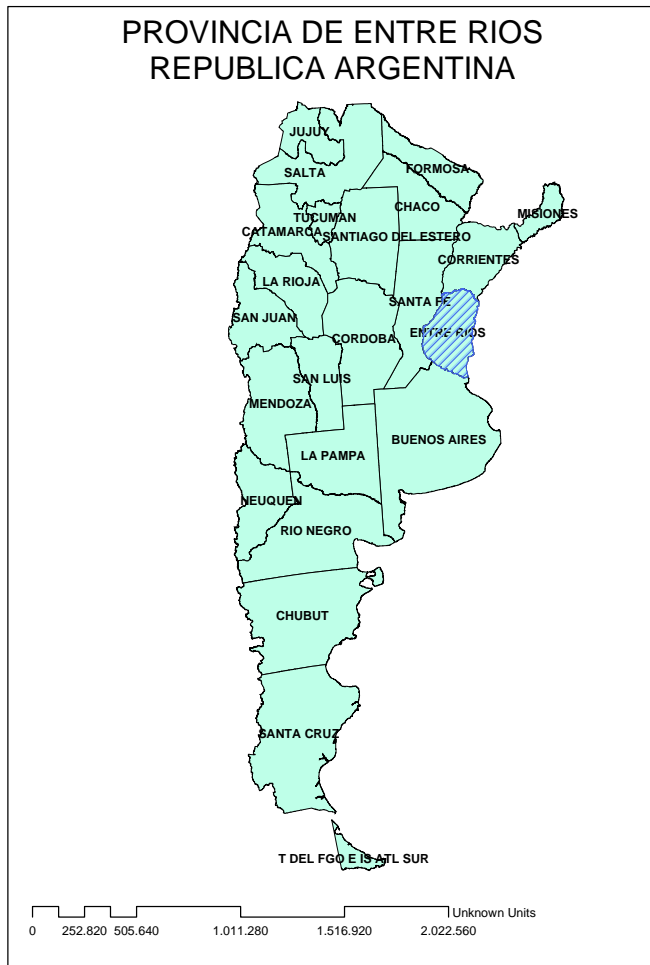 PROVINCIA DE ENTRE RIOS
REPUBLICA ARGENTINA
JUJUY
SALTA
FORMOSA
CHACO
MISIONES
TUCUMAN
CATAMARCA
SANTIAGO DEL ESTERO
CORRIENTES
LA RIOJA
SANTA FE
SAN JUAN
CORDOBA
ENTRE RIOS
SAN LUIS
MENDOZA
BUENOS AIRES
LA PAMPA
NEUQUEN
RIO NEGRO
CHUBUT
SANTA CRUZ
T DEL FGO E IS ATL SUR
Unknown Units
0 252.820 505.640 1.011.280 1.516.920 2.022.560